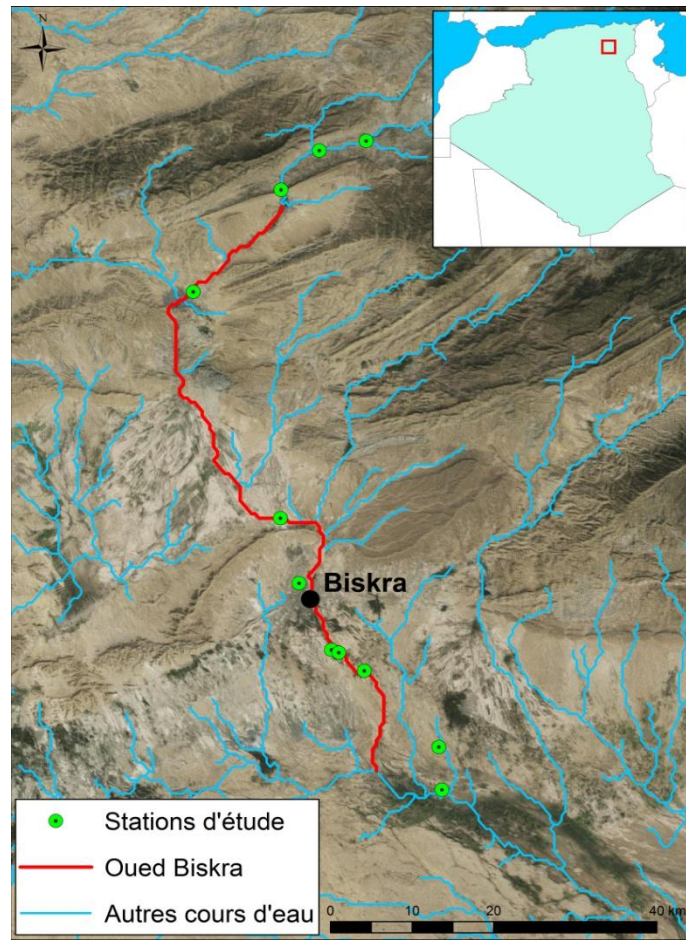 N
Biskra
Stations d'étude
Oued Biskra
Autres cours d'eau
0 10 20 40 km